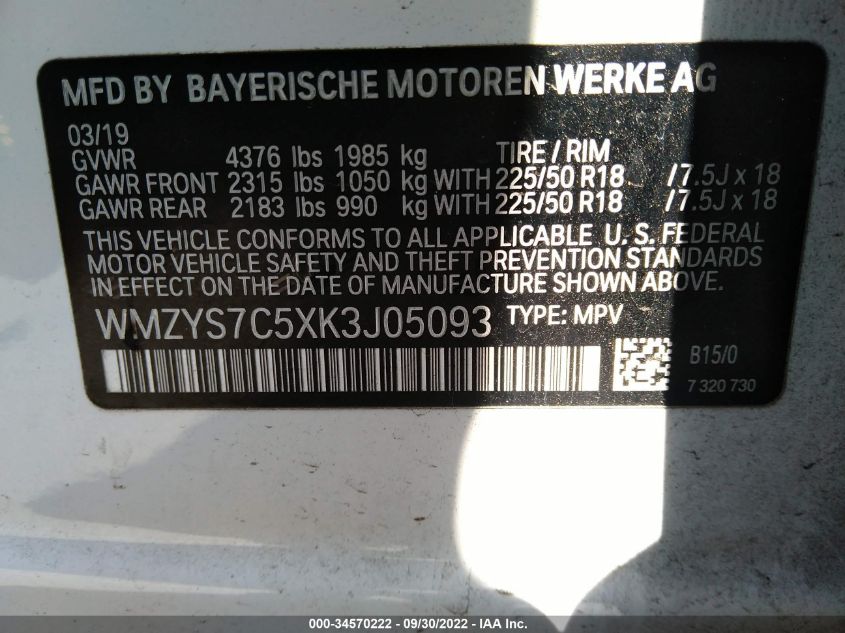 MFD BY BAYERISCHE MOTOREN WERKE AG
03/19
GVWR 4376 lbs 1985 kg TIRE / RIM
GAWR FRONT 2315 lbs 1050 kg WITH 225/50 R18 / 7.5J x 18
GAWR REAR 2183 lbs 990 kg WITH 225/50 R18 / 7.5J x 18
THIS VEHICLE CONFORMS TO ALL APPLICABLE U. S. FEDERAL
MOTOR VEHICLE SAFETY AND THEFT PREVENTION STANDARDS
IN EFFECT ON THE DATE OF MANUFACTURE SHOWN ABOVE.
WMZYS7C5XK3J05093 TYPE: MPV
B15/0
7 320 730
000-34570222 - 09/30/2022 - IAA Inc.